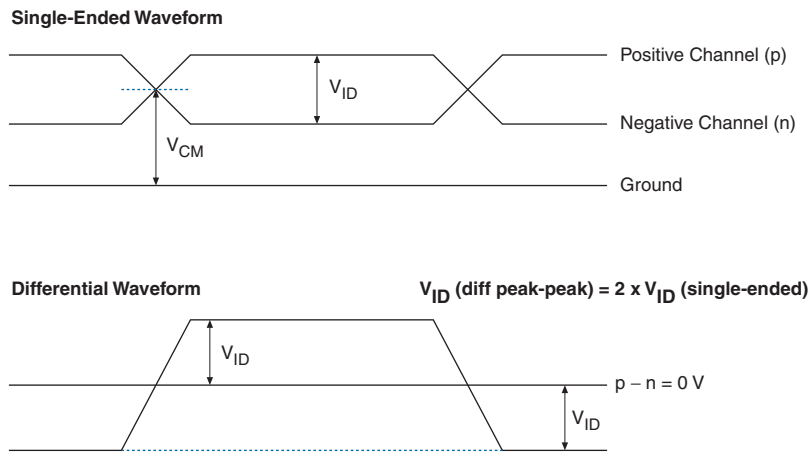 Single-Ended Waveform
Positive Channel (p)
V_ID
Negative Channel (n)
V_CM
Ground
Differential Waveform
V_ID (diff peak-peak) = 2 x V_ID (single-ended)
V_ID
p – n = 0 V
V_ID